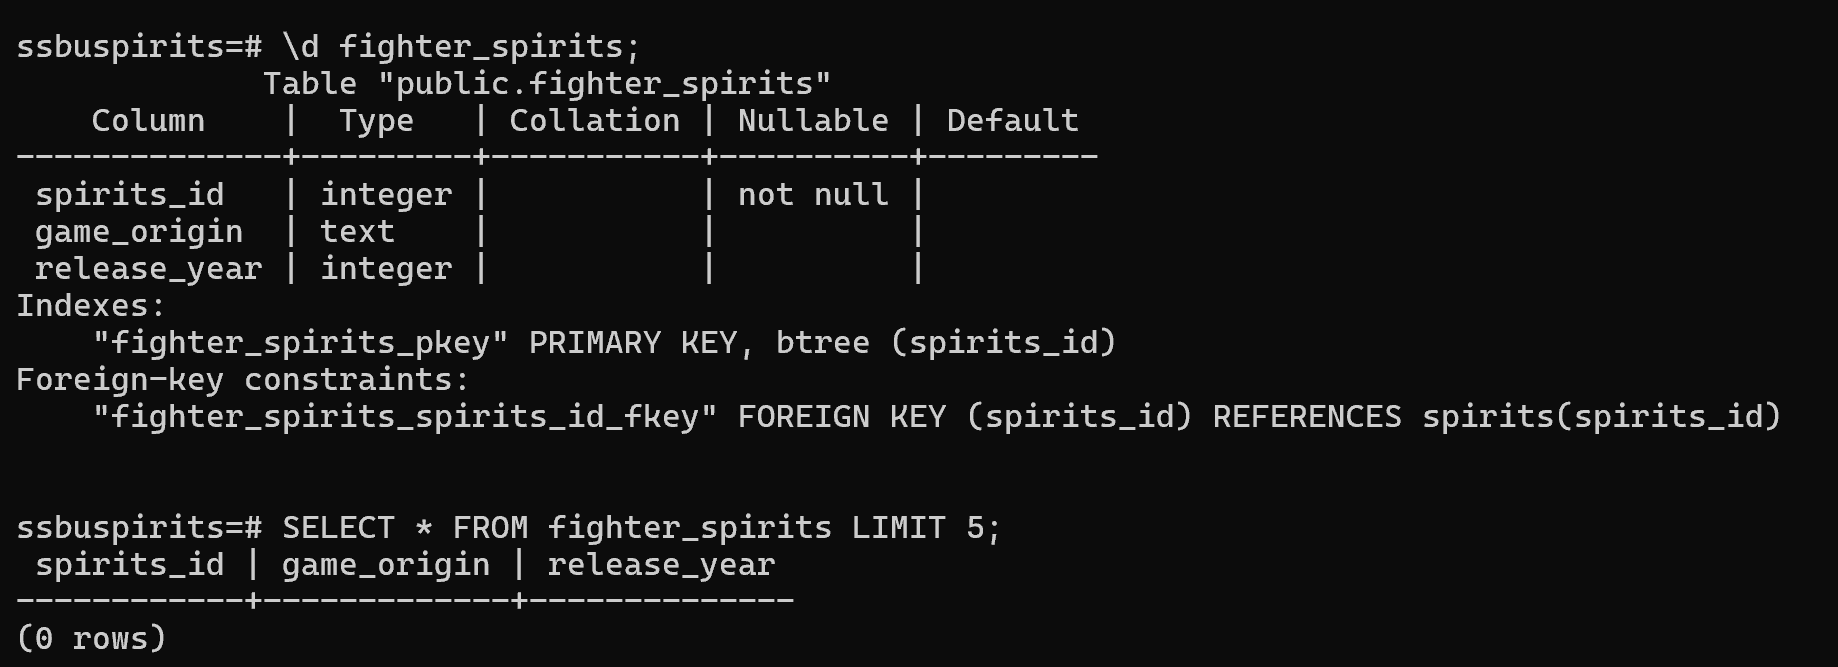 ssbuspirits=# \d fighter_spirits;
             Table "public.fighter_spirits"
    Column    |  Type   | Collation | Nullable | Default
--------------+---------+-----------+----------+---------
 spirits_id   | integer |           | not null |
 game_origin  | text    |           |          |
 release_year | integer |           |          |
Indexes:
    "fighter_spirits_pkey" PRIMARY KEY, btree (spirits_id)
Foreign-key constraints:
    "fighter_spirits_spirits_id_fkey" FOREIGN KEY (spirits_id) REFERENCES spirits(spirits_id)
ssbuspirits=# SELECT * FROM fighter_spirits LIMIT 5;
 spirits_id | game_origin | release_year
------------+-------------+--------------
(0 rows)